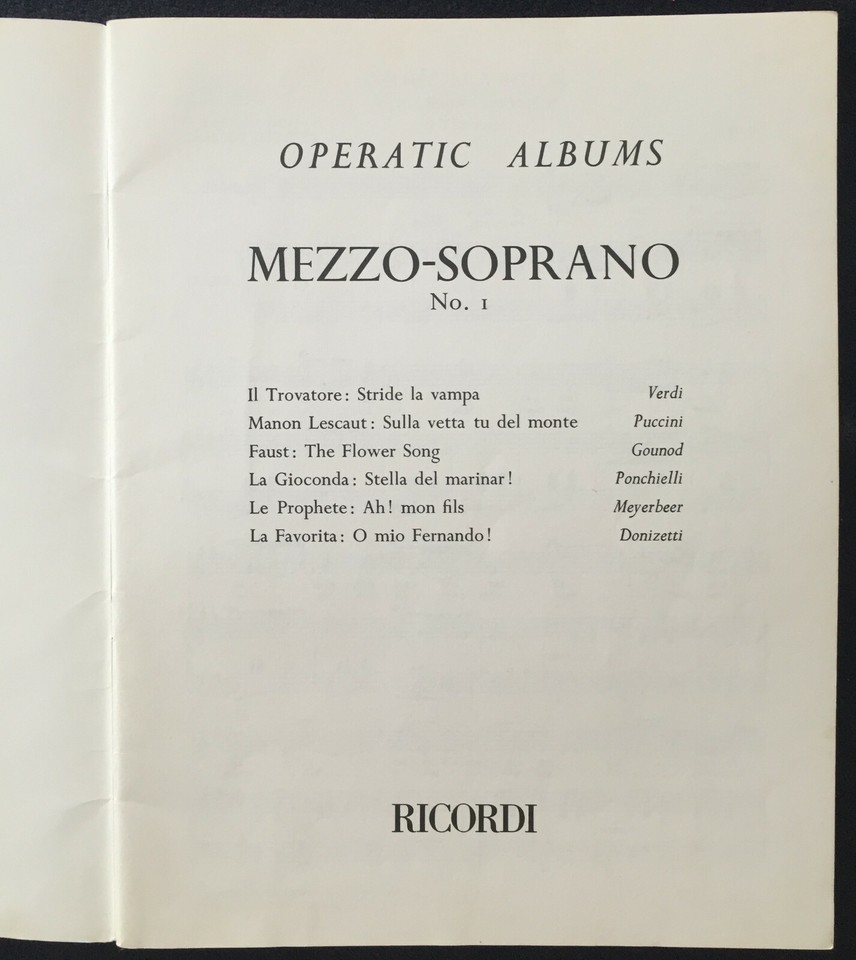 OPERATIC ALBUMS
MEZZO-SOPRANO
No. 1
Il Trovatore: Stride la vampa Verdi
Manon Lescaut: Sulla vetta tu del monte Puccini
Faust: The Flower Song Gounod
La Gioconda: Stella del marinar! Ponchielli
Le Prophete: Ah! mon fils Meyerbeer
La Favorita: O mio Fernando! Donizetti
RICORDI